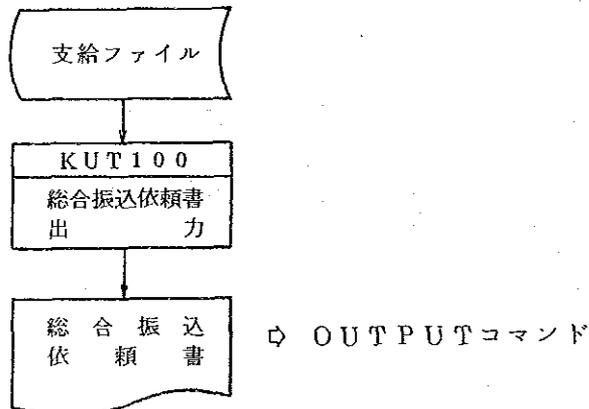 支給ファイル
KUT100
総合振込依頼書
出力
総合振込
依頼書
⇨ OUTPUTコマンド